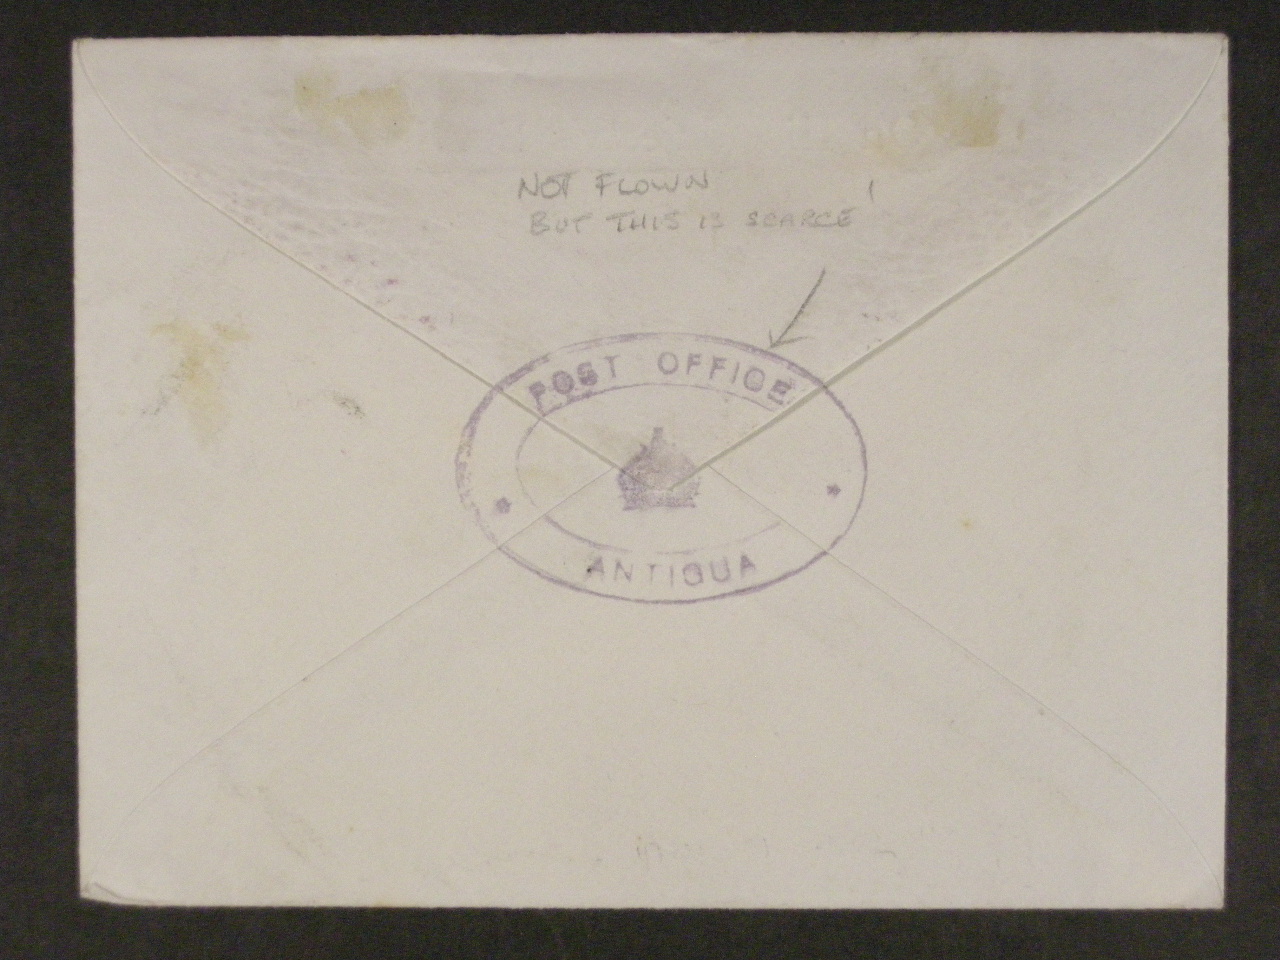 NOT FLOWN
BUT THIS IS SCARCE !
POST OFFICE
ANTIGUA